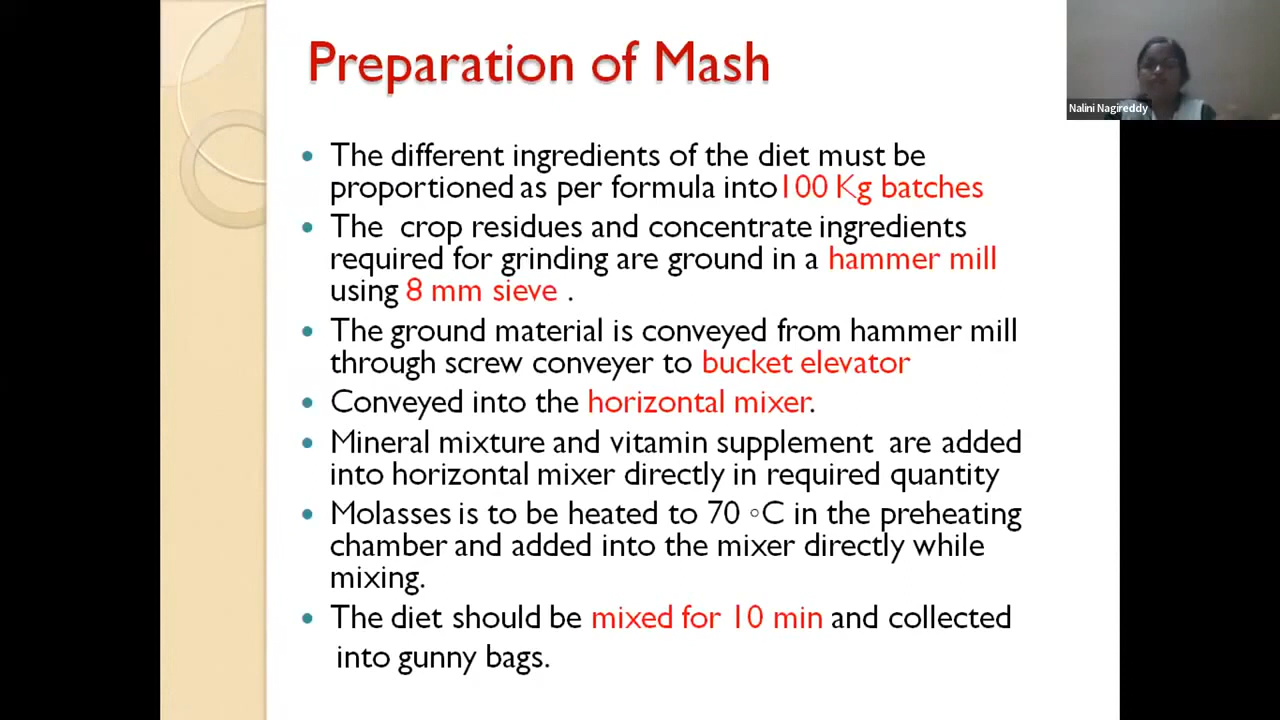 Preparation of Mash
Nalini Nagireddy
• The different ingredients of the diet must be
proportioned as per formula into100 Kg batches
• The crop residues and concentrate ingredients
required for grinding are ground in a hammer mill
using 8 mm sieve .
• The ground material is conveyed from hammer mill
through screw conveyer to bucket elevator
• Conveyed into the horizontal mixer.
• Mineral mixture and vitamin supplement are added
into horizontal mixer directly in required quantity
• Molasses is to be heated to 70 ◦C in the preheating
chamber and added into the mixer directly while
mixing.
• The diet should be mixed for 10 min and collected
into gunny bags.